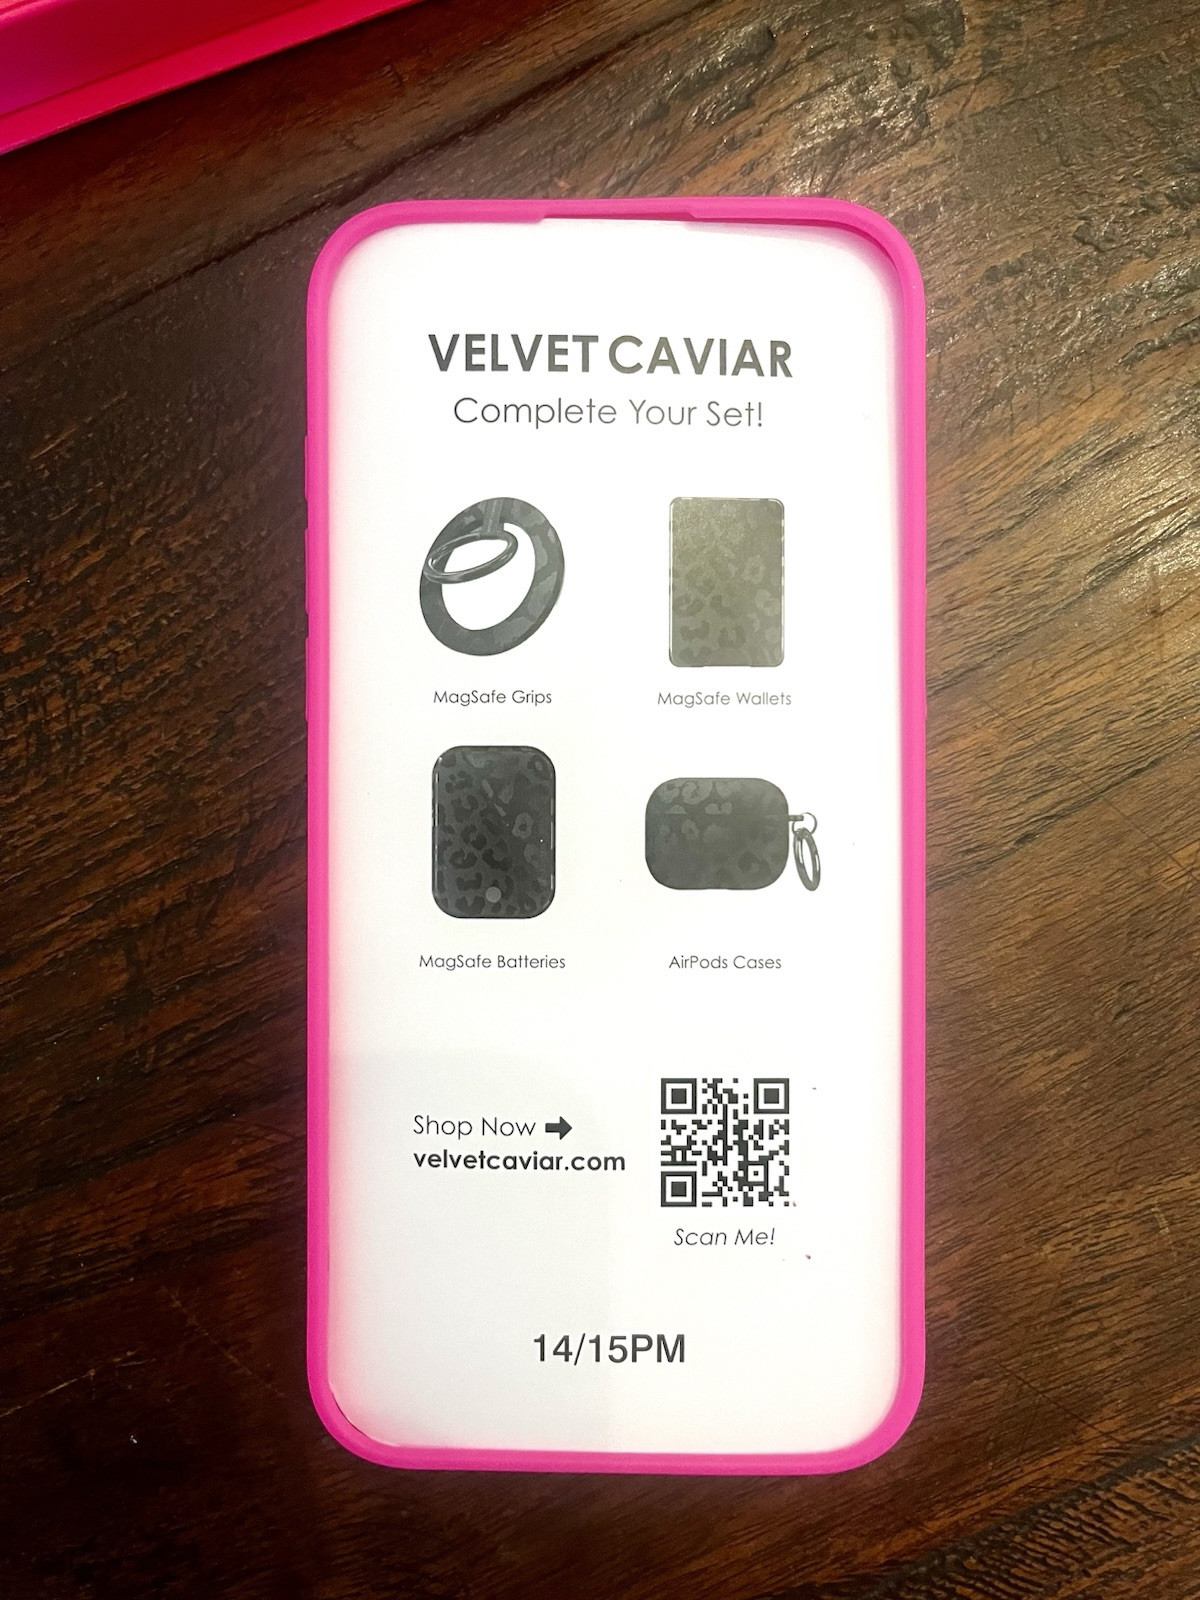 VELVET CAVIAR
Complete Your Set!
MagSafe Grips
MagSafe Wallets
MagSafe Batteries
AirPods Cases
Shop Now
velvetcaviar.com
Scan Me!
14/15PM